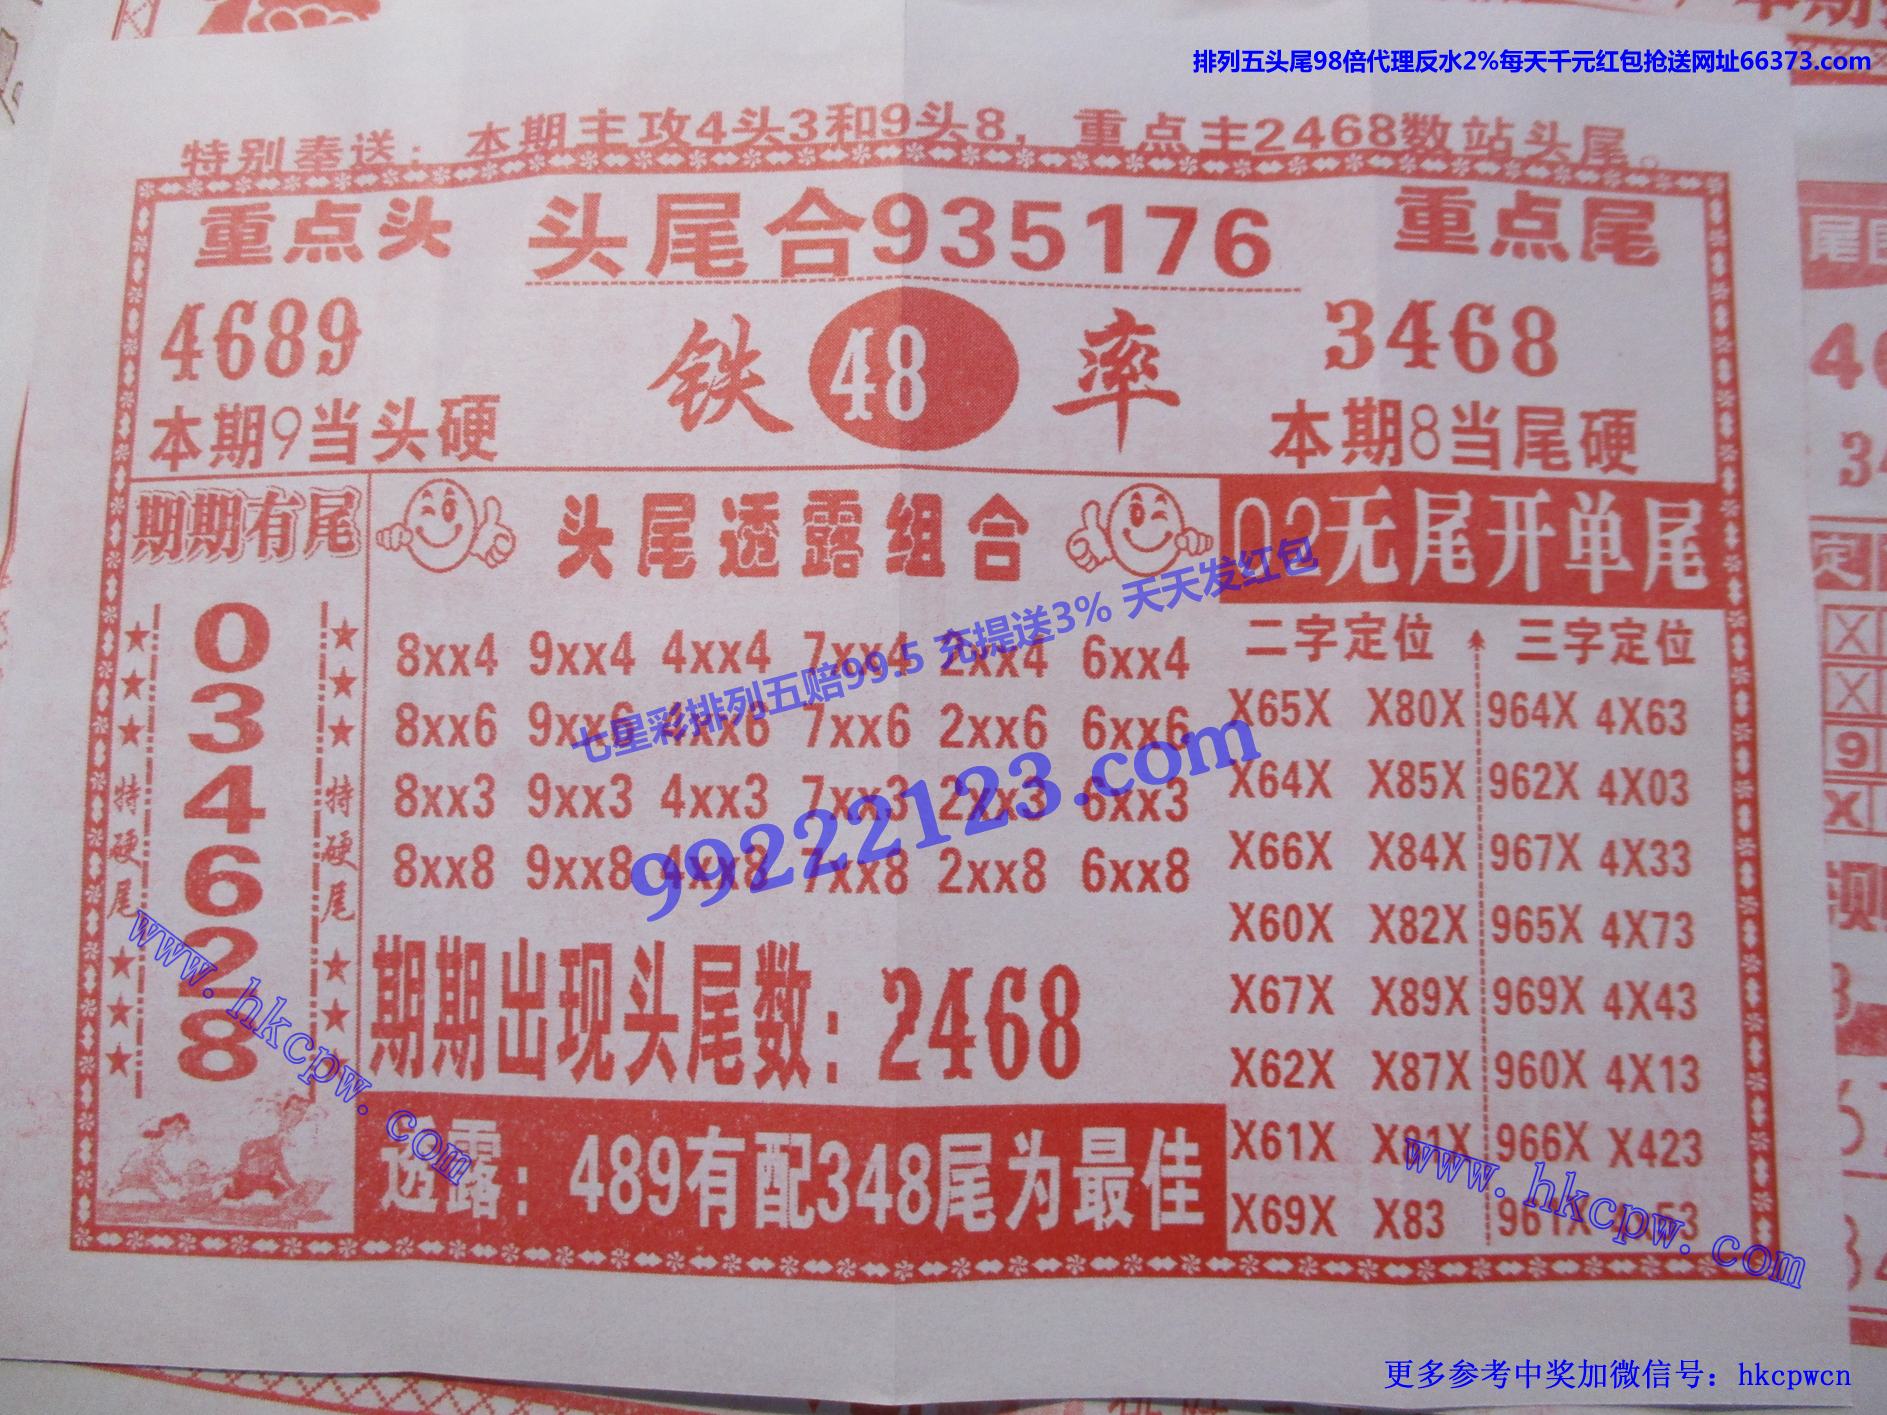 排列五头尾98倍代理反水2%每天千元红包抢送网址66373.com
特别奉送：本期主攻4头3和9头8，重点主2468数站头尾。
重点头 头尾合935176 重点尾
4689 铁48率 3468
本期9当头硬 本期8当尾硬
期期有尾
★★★特硬尾★★★
0
3
4
6
2
8
★★★特硬尾★★
头尾透露组合
8xx4 9xx4 4xx4 7xx4 2xx4 6xx4
8xx6 9xx6 4xx6 7xx6 2xx6 6xx6
8xx3 9xx3 4xx3 7xx3 2xx3 6xx3
8xx8 9xx8 4xx8 7xx8 2xx8 6xx8
七星彩排列五赔99.5 充提送3% 天天发红包
99222123.com
期期出现头尾数：2468
透露：489有配348尾为最佳
02无尾开单尾
二字定位 三字定位
X65X X80X 964X 4X63
X64X X85X 962X 4X03
X66X X84X 967X 4X33
X60X X82X 965X 4X73
X67X X89X 969X 4X43
X62X X87X 960X 4X13
X61X X81X 966X X423
X69X X83 961X
www.hkcpw.com
www.hkcpw.com
更多参考中奖加微信号：hkcpwcn